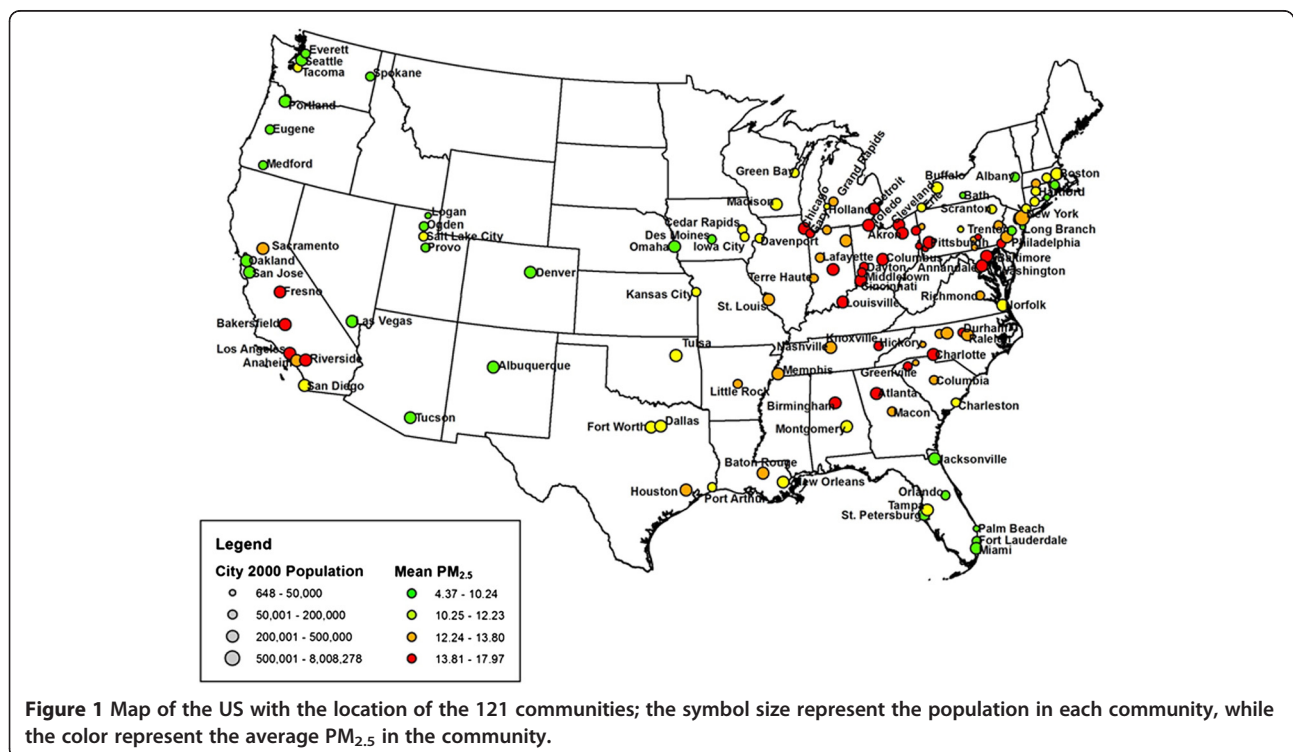 Everett
Seattle
Tacoma
Spokane
Portland
Eugene
Medford
Logan
Ogden
Salt Lake City
Provo
Sacramento
Oakland
San Jose
Fresno
Bakersfield
Los Angeles
Anaheim
Riverside
San Diego
Las Vegas
Denver
Albuquerque
Tucson
Green Bay
Madison
Cedar Rapids
Des Moines
Omaha
Iowa City
Davenport
Kansas City
St. Louis
Tulsa
Little Rock
Fort Worth
Dallas
Houston
Port Arthur
Baton Rouge
New Orleans
Chicago
Gary
Grand Rapids
Holland
Detroit
Toledo
Cleveland
Erie
Akron
Lafayette
Terre Haute
Columbus
Dayton
Middletown
Cincinnati
Louisville
Buffalo
Albany
Bath
Boston
Hartford
Scranton
New York
Trenton
Long Branch
Pittsburgh
Philadelphia
Baltimore
Annandale
Washington
Richmond
Norfolk
Knoxville
Nashville
Hickory
Durham
Raleigh
Memphis
Charlotte
Greenville
Columbia
Birmingham
Atlanta
Macon
Charleston
Montgomery
Jacksonville
Orlando
Tampa
St. Petersburg
Palm Beach
Fort Lauderdale
Miami
Legend
City 2000 Population
648 - 50,000
50,001 - 200,000
200,001 - 500,000
500,001 - 8,008,278
Mean PM2.5
4.37 - 10.24
10.25 - 12.23
12.24 - 13.80
13.81 - 17.97
Figure 1 Map of the US with the location of the 121 communities; the symbol size represent the population in each community, while
the color represent the average PM2.5 in the community.